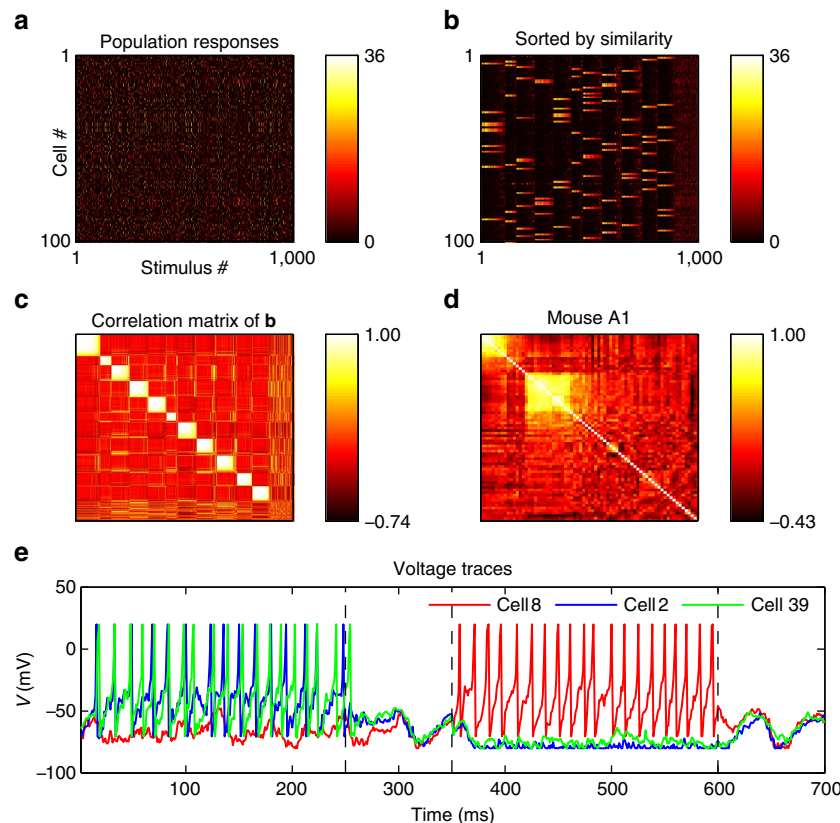 a
Population responses
1
Cell #
100
1
Stimulus #
1,000
36
0
b
Sorted by similarity
1
100
1
1,000
36
0
c
Correlation matrix of b
1.00
−0.74
d
Mouse A1
1.00
−0.43
e
Voltage traces
Cell 8
Cell 2
Cell 39
50
0
−50
−100
V (mV)
100
200
300
400
500
600
700
Time (ms)